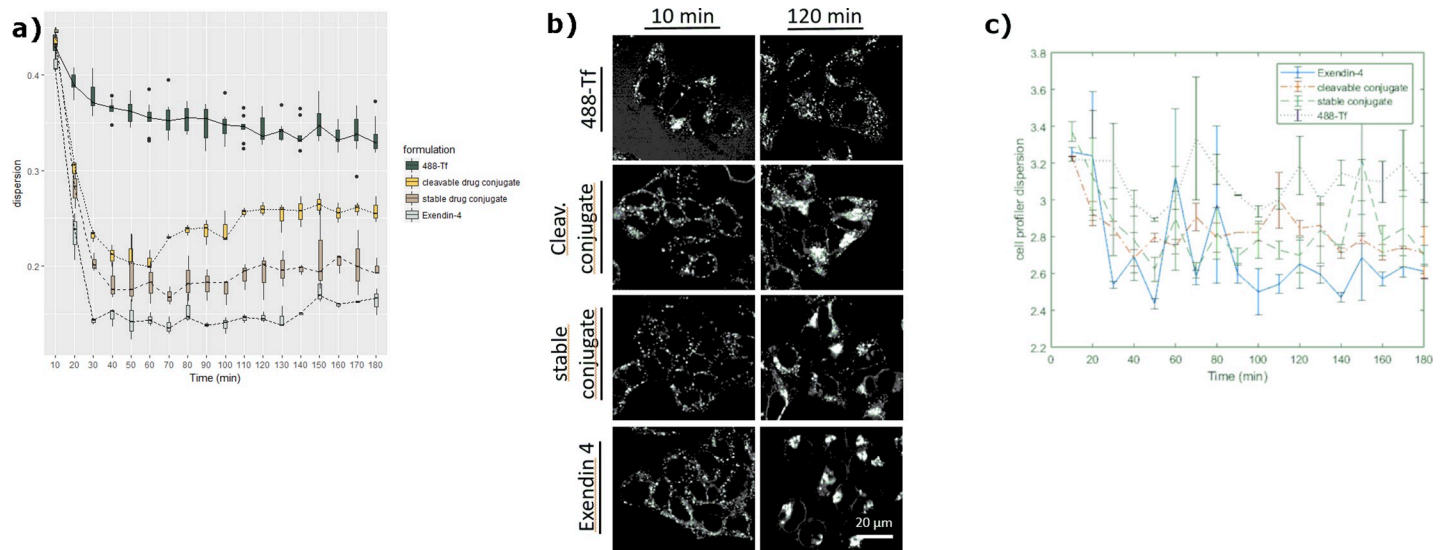 a)
dispersion
0.4
0.3
0.2
10 20 30 40 50 60 70 80 90 100 110 120 130 140 150 160 170 180
Time (min)
formulation
488-Tf
cleavable drug conjugate
stable drug conjugate
Exendin-4
b)
10 min
120 min
488-Tf
Cleav.
conjugate
stable
conjugate
Exendin 4
20 µm
c)
cell profiler dispersion
3.8
3.6
3.4
3.2
3
2.8
2.6
2.4
2.2
0 20 40 60 80 100 120 140 160 180
Time (min)
Exendin-4
cleavable conjugate
stable conjugate
488-Tf